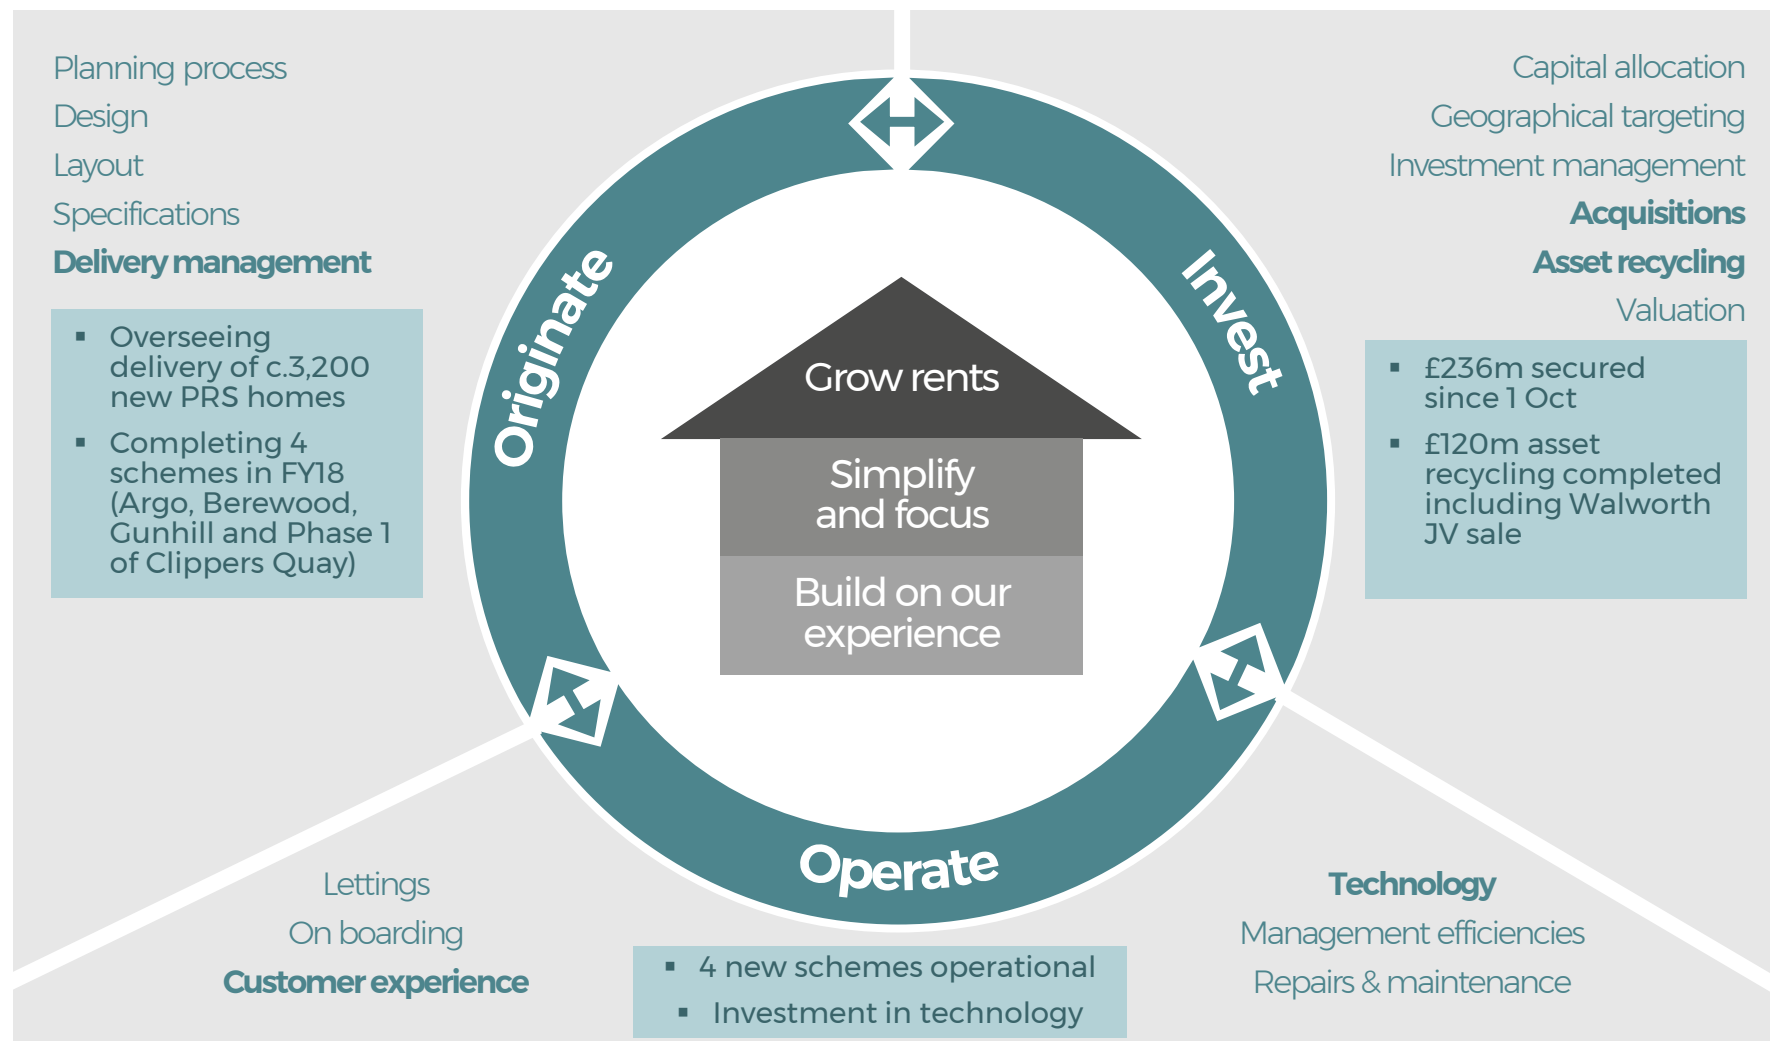 Planning process
Design
Layout
Specifications
Delivery management
▪ Overseeing
delivery of c.3,200
new PRS homes
▪ Completing 4
schemes in FY18
(Argo, Berewood,
Gunhill and Phase 1
of Clippers Quay)
Originate
Invest
Operate
Grow rents
Simplify
and focus
Build on our
experience
Capital allocation
Geographical targeting
Investment management
Acquisitions
Asset recycling
Valuation
▪ £236m secured
since 1 Oct
▪ £120m asset
recycling completed
including Walworth
JV sale
Lettings
On boarding
Customer experience
▪ 4 new schemes operational
▪ Investment in technology
Technology
Management efficiencies
Repairs & maintenance